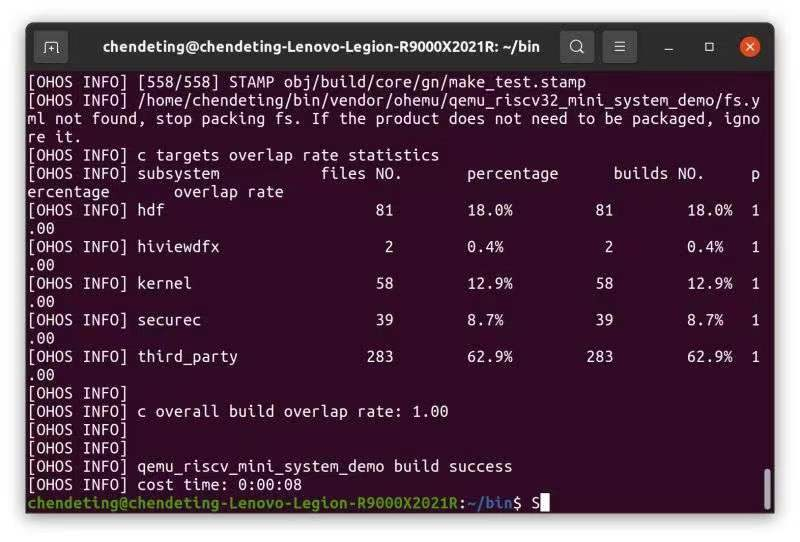 chendeting@chendeting-Lenovo-Legion-R9000X2021R: ~/bin
[OHOS INFO] [558/558] STAMP obj/build/core/gn/make_test.stamp
[OHOS INFO] /home/chendeting/bin/vendor/ohemu/qemu_riscv32_mini_system_demo/fs.y
ml not found, stop packing fs. If the product does not need to be packaged, igno
re it.
[OHOS INFO] c targets overlap rate statistics
[OHOS INFO] subsystem           files NO.       percentage      builds NO.     p
ercentage       overlap rate
[OHOS INFO] hdf                       81        18.0%         81        18.0%  1
.00
[OHOS INFO] hiviewdfx                  2        0.4%           2        0.4%   1
.00
[OHOS INFO] kernel                    58        12.9%         58        12.9%  1
.00
[OHOS INFO] securec                   39        8.7%          39        8.7%   1
.00
[OHOS INFO] third_party              283        62.9%        283        62.9%  1
.00
[OHOS INFO]
[OHOS INFO] c overall build overlap rate: 1.00
[OHOS INFO]
[OHOS INFO]
[OHOS INFO] qemu_riscv_mini_system_demo build success
[OHOS INFO] cost time: 0:00:08
chendeting@chendeting-Lenovo-Legion-R9000X2021R:~/bin$ S